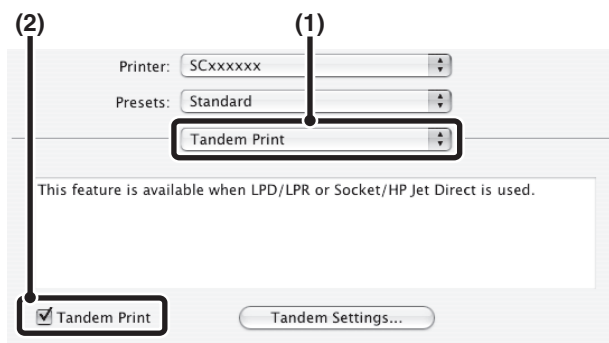 (2) (1)
Printer: SCxxxxxx
Presets: Standard
Tandem Print
This feature is available when LPD/LPR or Socket/HP Jet Direct is used.
Tandem Print Tandem Settings...